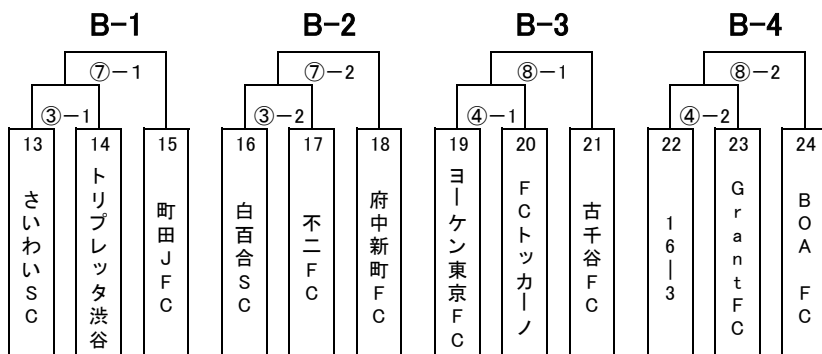 B-1 B-2 B-3 B-4
⑦-1 ⑦-2 ⑧-1 ⑧-2
③-1 ③-2 ④-1 ④-2
13 14 15 16 17 18 19 20 21 22 23 24
さいわいSC
トリプレッタ渋谷
町田JFC
白百合SC
不二FC
府中新町FC
ヨーケン東京FC
FCトッカーノ
古千谷FC
16-3
GrantFC
BOA FC